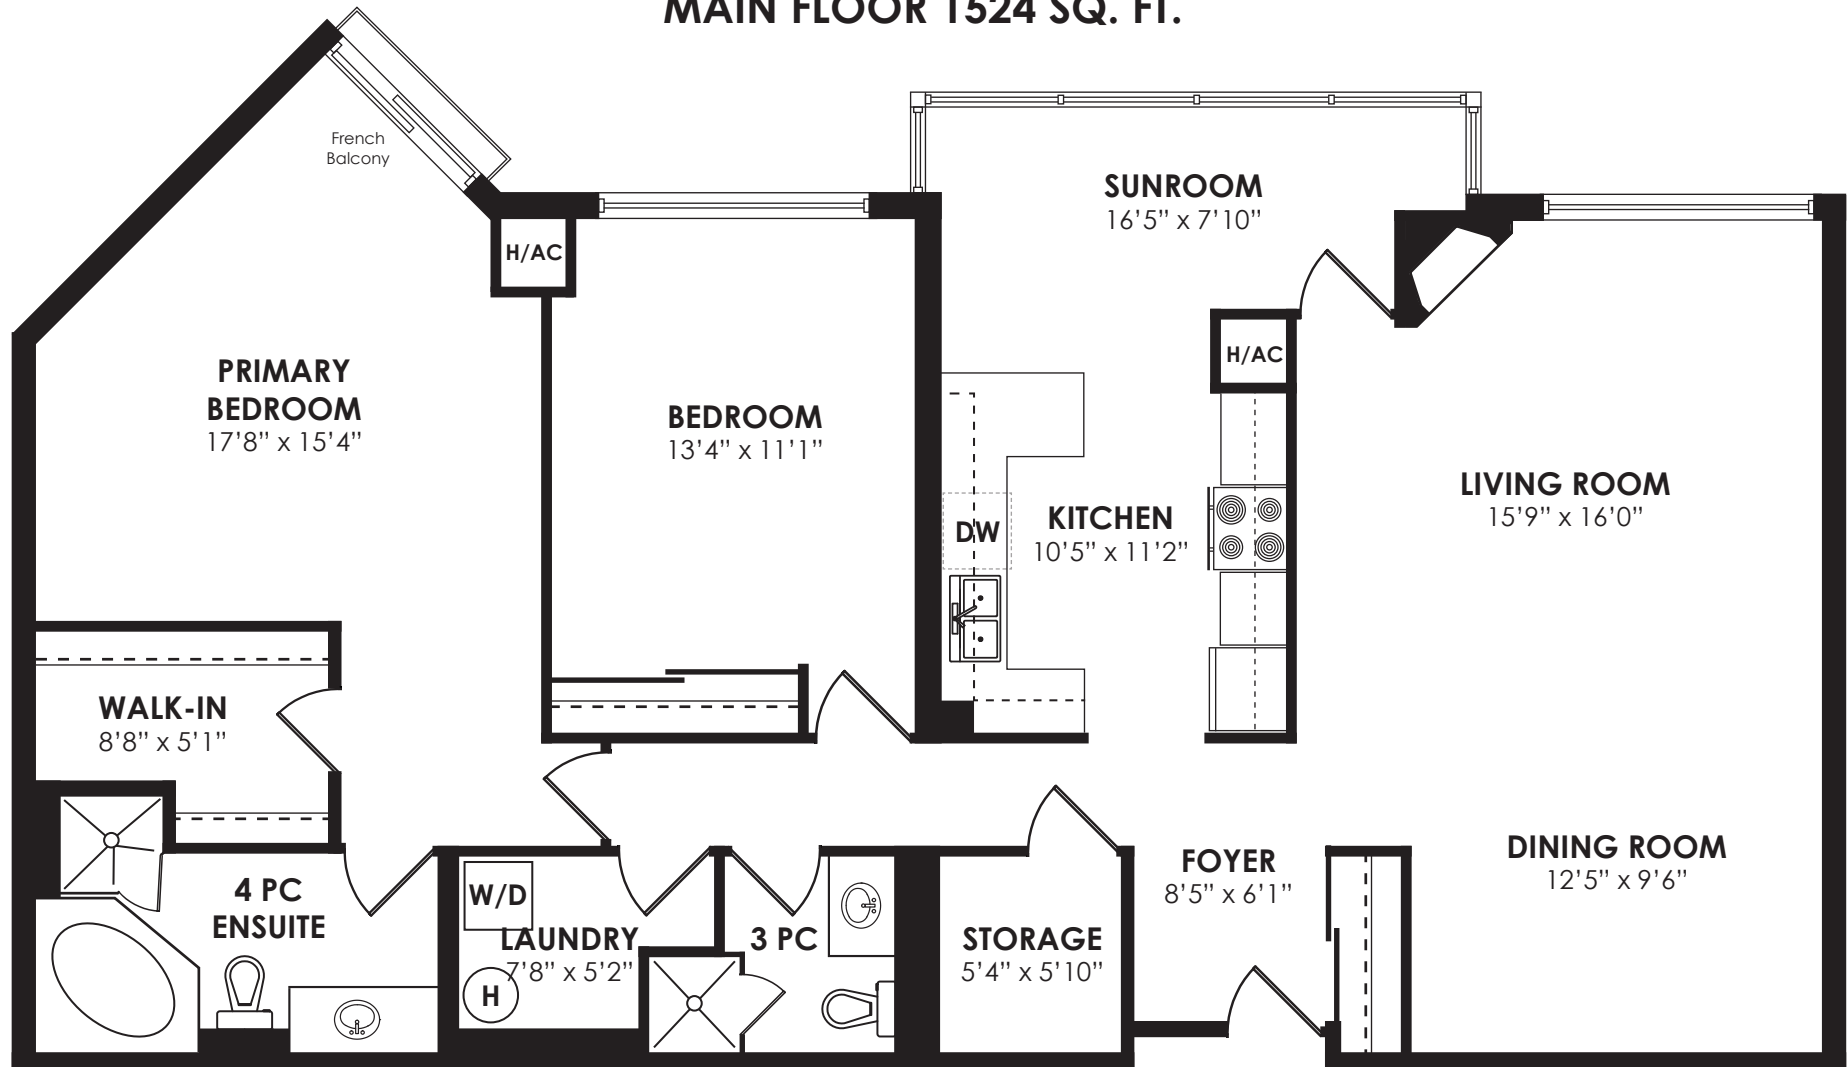 MAIN FLOOR 1524 SQ. FT.
French
Balcony
H/AC
SUNROOM
16’5” x 7’10”
H/AC
PRIMARY
BEDROOM
17’8” x 15’4”
BEDROOM
13’4” x 11’1”
DW
KITCHEN
10’5” x 11’2”
LIVING ROOM
15’9” x 16’0”
WALK-IN
8’8” x 5’1”
4 PC
ENSUITE
W/D
LAUNDRY
7’8” x 5’2”
H
3 PC
STORAGE
5’4” x 5’10”
FOYER
8’5” x 6’1”
DINING ROOM
12’5” x 9’6”